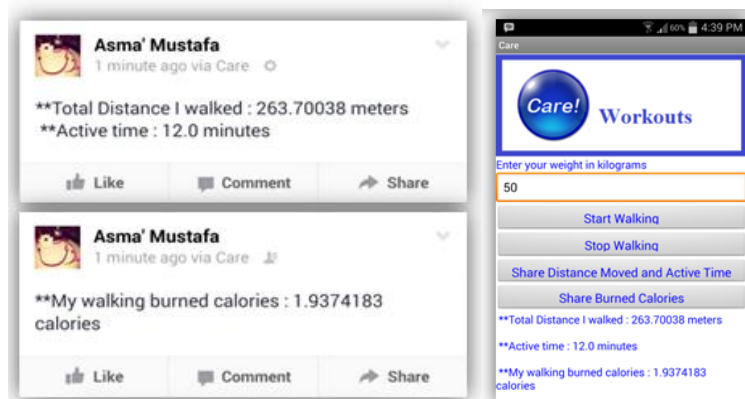 Asma' Mustafa
1 minute ago via Care
**Total Distance I walked : 263.70038 meters
**Active time : 12.0 minutes
Like Comment Share
Asma' Mustafa
1 minute ago via Care
**My walking burned calories : 1.9374183
calories
Like Comment Share
60% 4:39 PM
Care
Care! Workouts
Enter your weight in kilograms
50
Start Walking
Stop Walking
Share Distance Moved and Active Time
Share Burned Calories
**Total Distance I walked : 263.70038 meters
**Active time : 12.0 minutes
**My walking burned calories : 1.9374183
calories